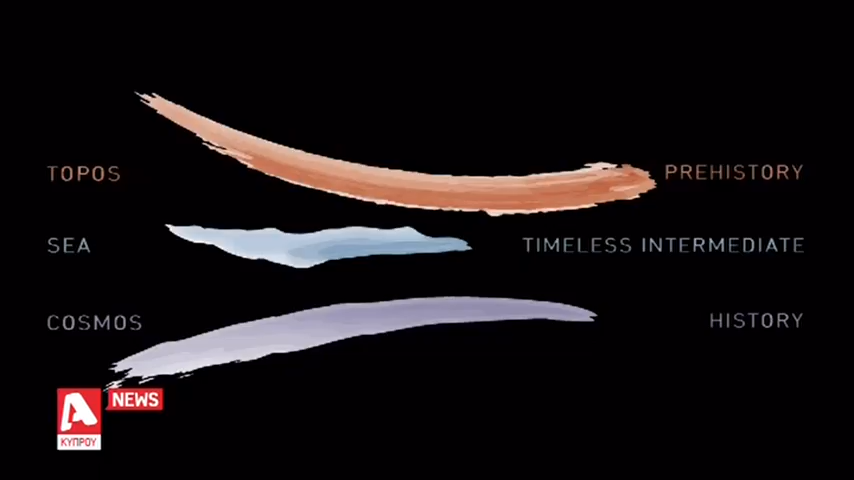 TOPOS
PREHISTORY
SEA
TIMELESS INTERMEDIATE
COSMOS
HISTORY
NEWS
ΚΥΠΡΟΥ